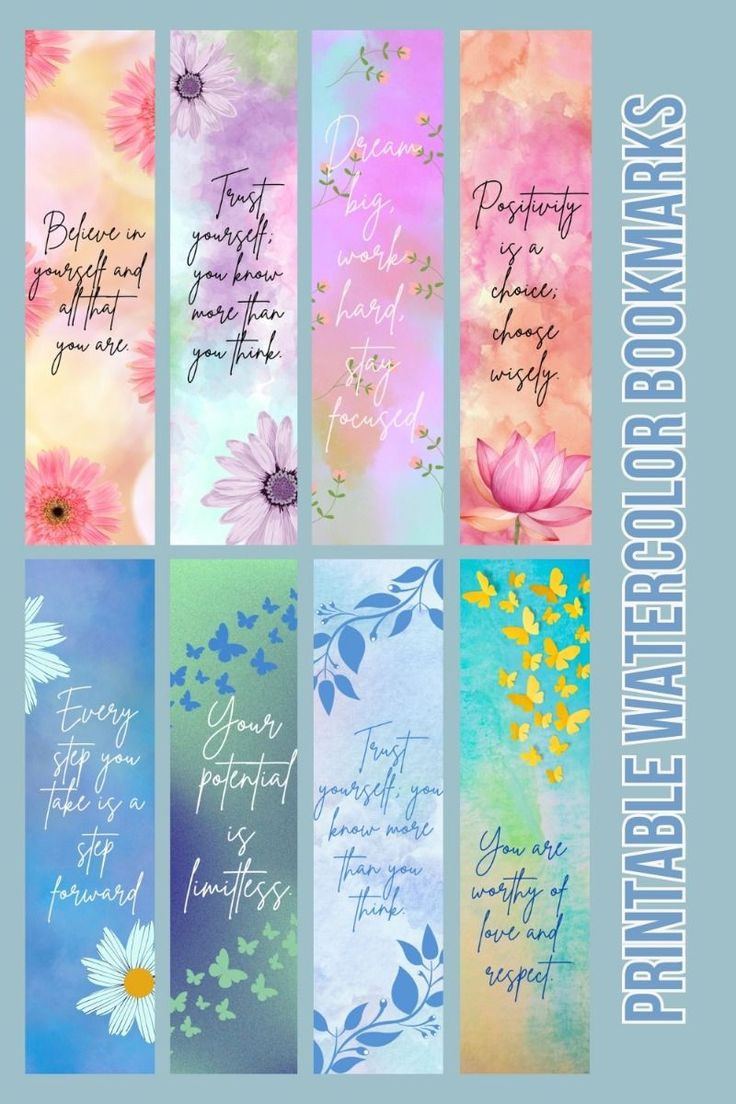 Believe in
yourself and
all that
you are.
Trust
yourself;
you know
more than
you think.
Dream
big,
work
hard,
stay
focused
Positivity
is a
choice;
choose
wisely.
Every
step you
take is a
step
forward
Your
potential
is
limitless.
Trust
yourself; you
know more
than you
think.
You are
worthy of
love and
respect.
PRINTABLE WATERCOLOR BOOKMARKS